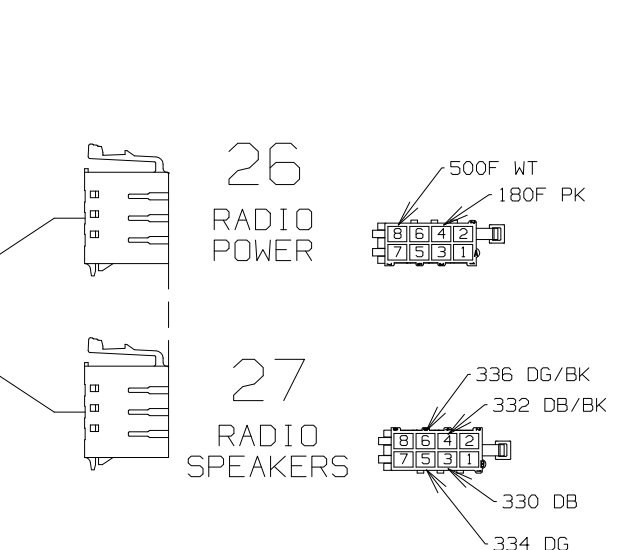 26
RADIO
POWER
500F WT
180F PK
8 6 4 2
7 5 3 1 A
27
RADIO
SPEAKERS
336 DG/BK
332 DB/BK
8 6 4 2
7 5 3 1
330 DB
334 DG